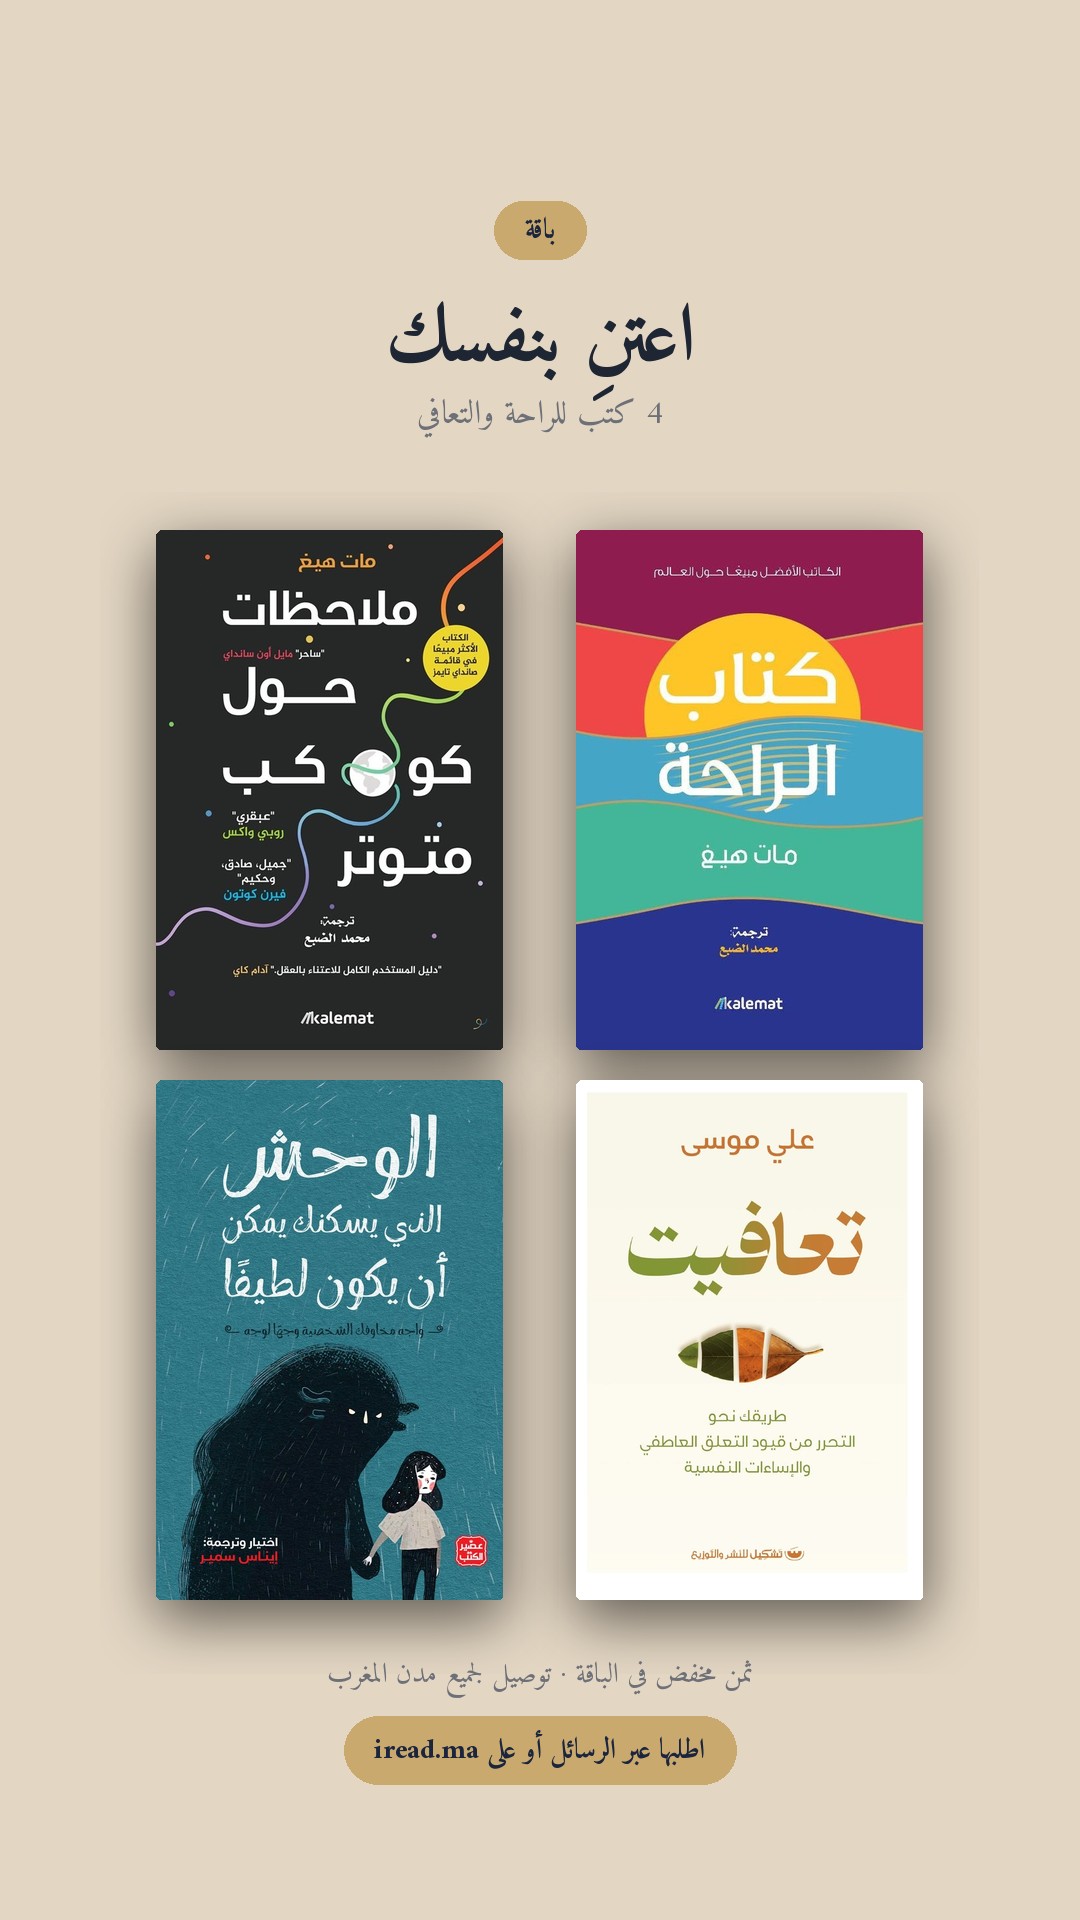 باقة
اعتنِ بنفسك
4 كتب للراحة والتعافي
الكاتب الأفضل مبيعًا حول العالم
كتاب
الراحة
مات هيغ
ترجمة:
محمد الضبع
kalemat
مات هيغ
ملاحظات
"ساحر" مايل أون سانداي
الكتاب
الأكثر مبيعًا
في قائمة
صانداي تايمز
حول
كوكب
"عبقري"
روبي واكس
متوتر
"جميل، صادق،
وحكيم"
فيرن كوتون
ترجمة:
محمد الضبع
"دليل المستخدم الكامل للاعتناء بالعقل." آدام كاي
kalemat
علي موسى
تعافيت
طريقك نحو
التحرر من قيود التعلق العاطفي
والإساءات النفسية
تشكيل للنشر والتوزيع
الوحش
الذي يسكنك يمكن
أن يكون لطيفًا
واجه مخاوفك الشخصية وجهًا لوجه
اختيار وترجمة:
إيناس سمير
عصير
الكتب
ثمن مخفض في الباقة · توصيل لجميع مدن المغرب
اطلبها عبر الرسائل أو على iread.ma